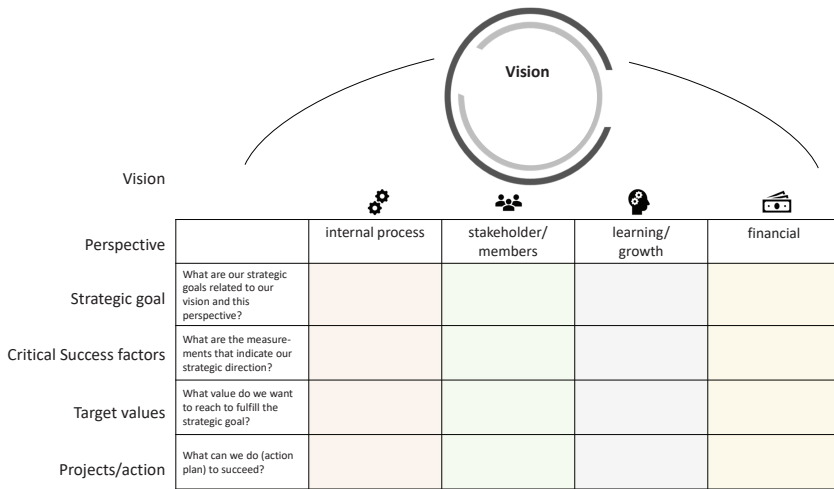 Vision
Vision
Perspective
internal process
stakeholder/
members
learning/
growth
financial
Strategic goal
What are our strategic
goals related to our
vision and this
perspective?
Critical Success factors
What are the measure-
ments that indicate our
strategic direction?
Target values
What value do we want
to reach to fulfill the
strategic goal?
Projects/action
What can we do (action
plan) to succeed?